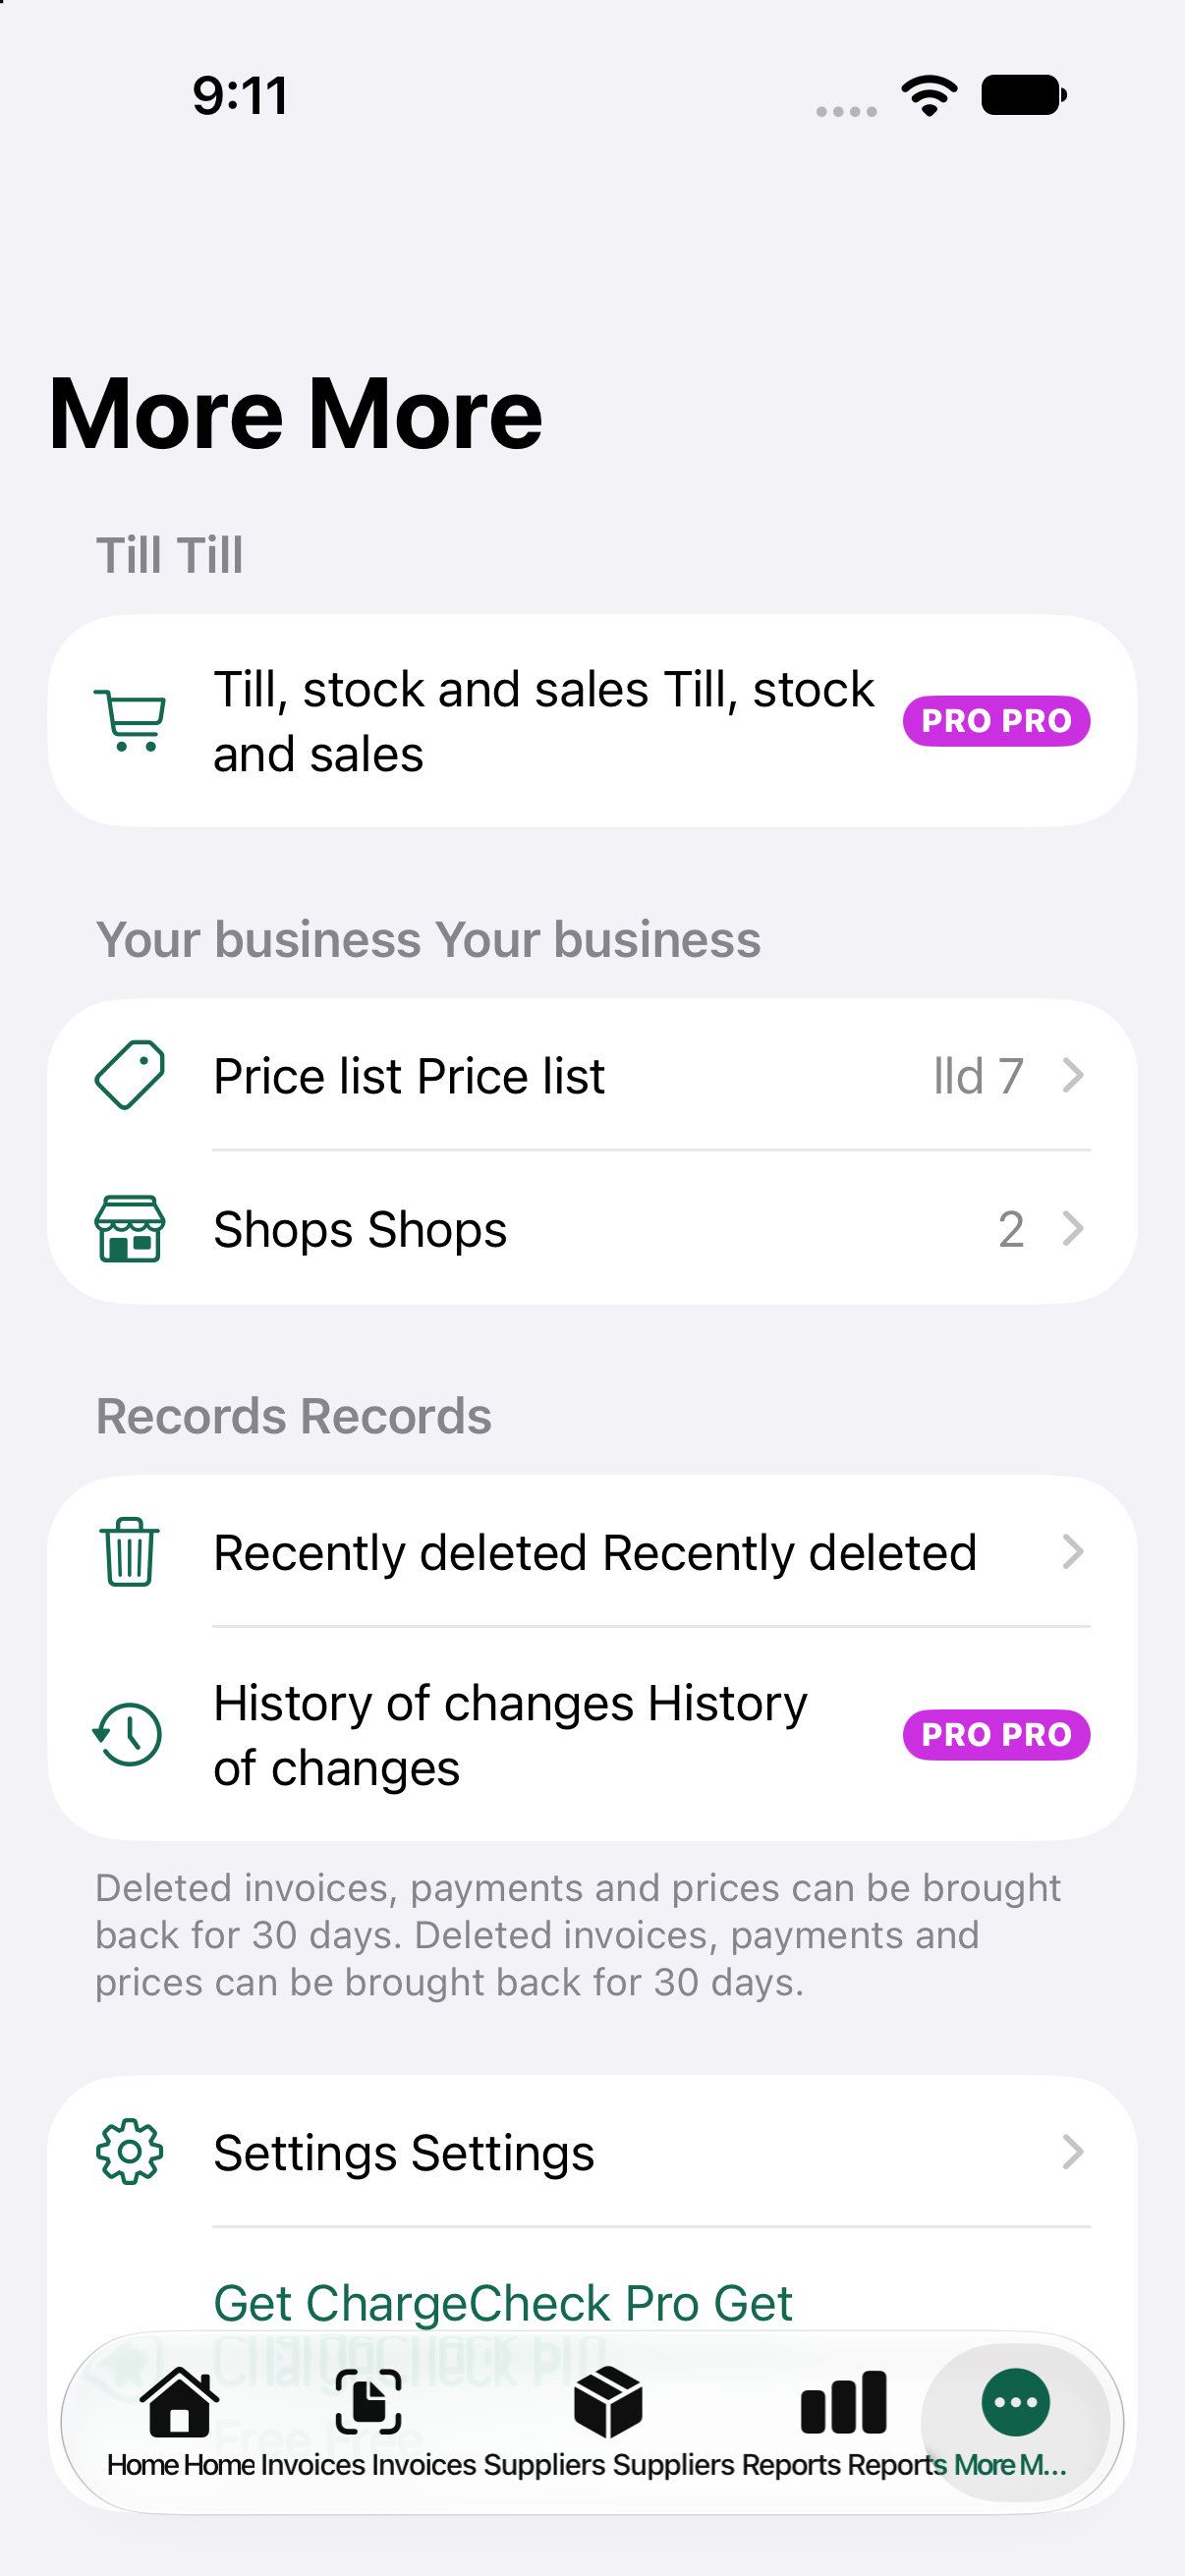 9:11
More More
Till Till
Till, stock and sales Till, stock
and sales
PRO PRO
Your business Your business
Price list Price list
lld 7
Shops Shops
2
Records Records
Recently deleted Recently deleted
History of changes History
of changes
PRO PRO
Deleted invoices, payments and prices can be brought
back for 30 days. Deleted invoices, payments and
prices can be brought back for 30 days.
Settings Settings
Get ChargeCheck Pro Get
ChargeCheck Pro
Free Free
Home Home Invoices Invoices Suppliers Suppliers Reports Reports More M…